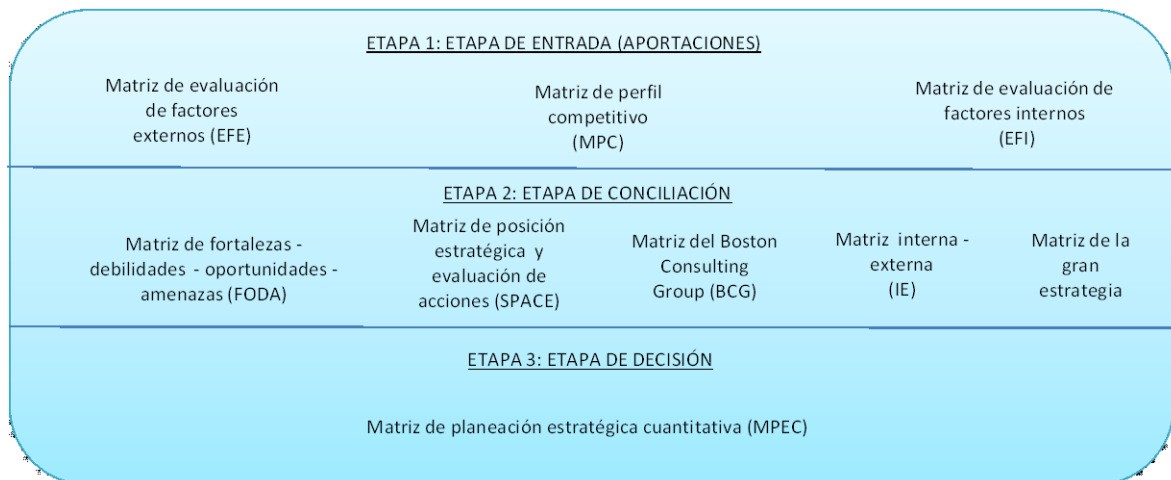 ETAPA 1: ETAPA DE ENTRADA (APORTACIONES)
Matriz de evaluación
de factores
externos (EFE)
Matriz de perfil
competitivo
(MPC)
Matriz de evaluación de
factores internos
(EFI)
ETAPA 2: ETAPA DE CONCILIACIÓN
Matriz de fortalezas -
debilidades - oportunidades -
amenazas (FODA)
Matriz de posición
estratégica y
evaluación de
acciones (SPACE)
Matriz del Boston
Consulting
Group (BCG)
Matriz interna -
externa
(IE)
Matriz de la
gran
estrategia
ETAPA 3: ETAPA DE DECISIÓN
Matriz de planeación estratégica cuantitativa (MPEC)